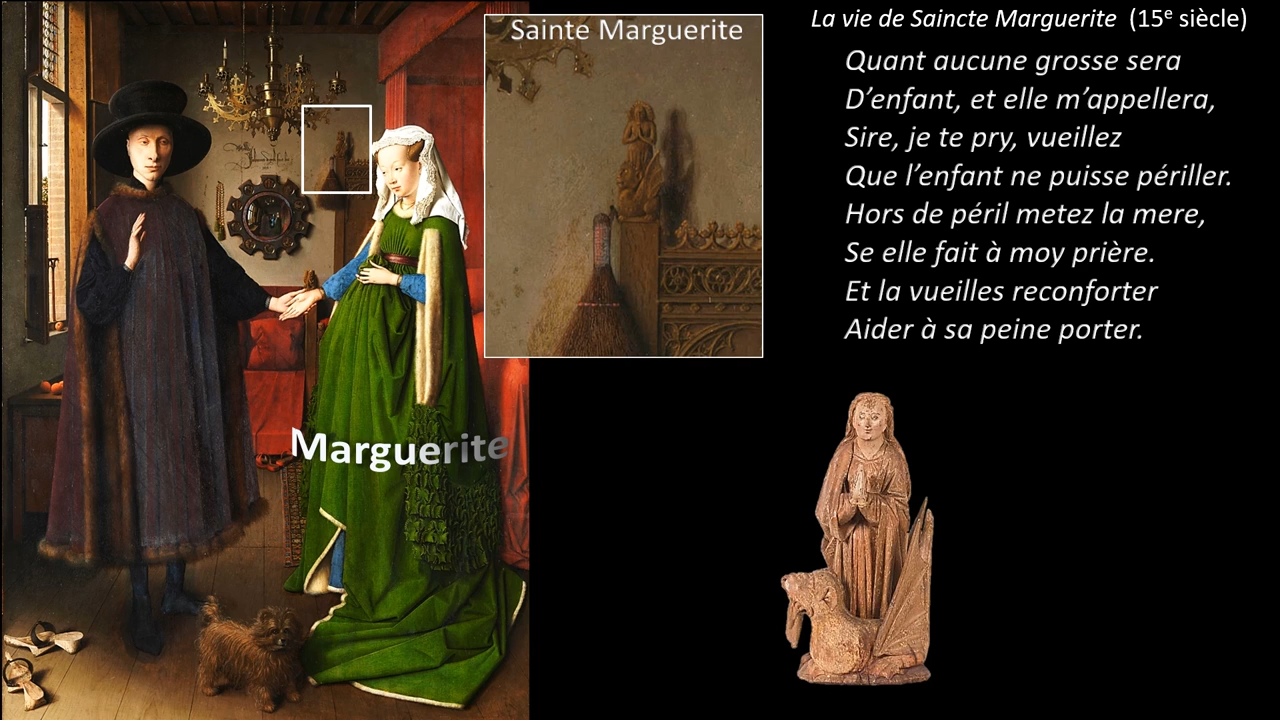 Sainte Marguerite
La vie de Saincte Marguerite (15e siècle)
Quant aucune grosse sera
D’enfant, et elle m’appellera,
Sire, je te pry, vueillez
Que l’enfant ne puisse périller.
Hors de péril metez la mere,
Se elle fait à moy prière.
Et la vueilles reconforter
Aider à sa peine porter.
Marguerite